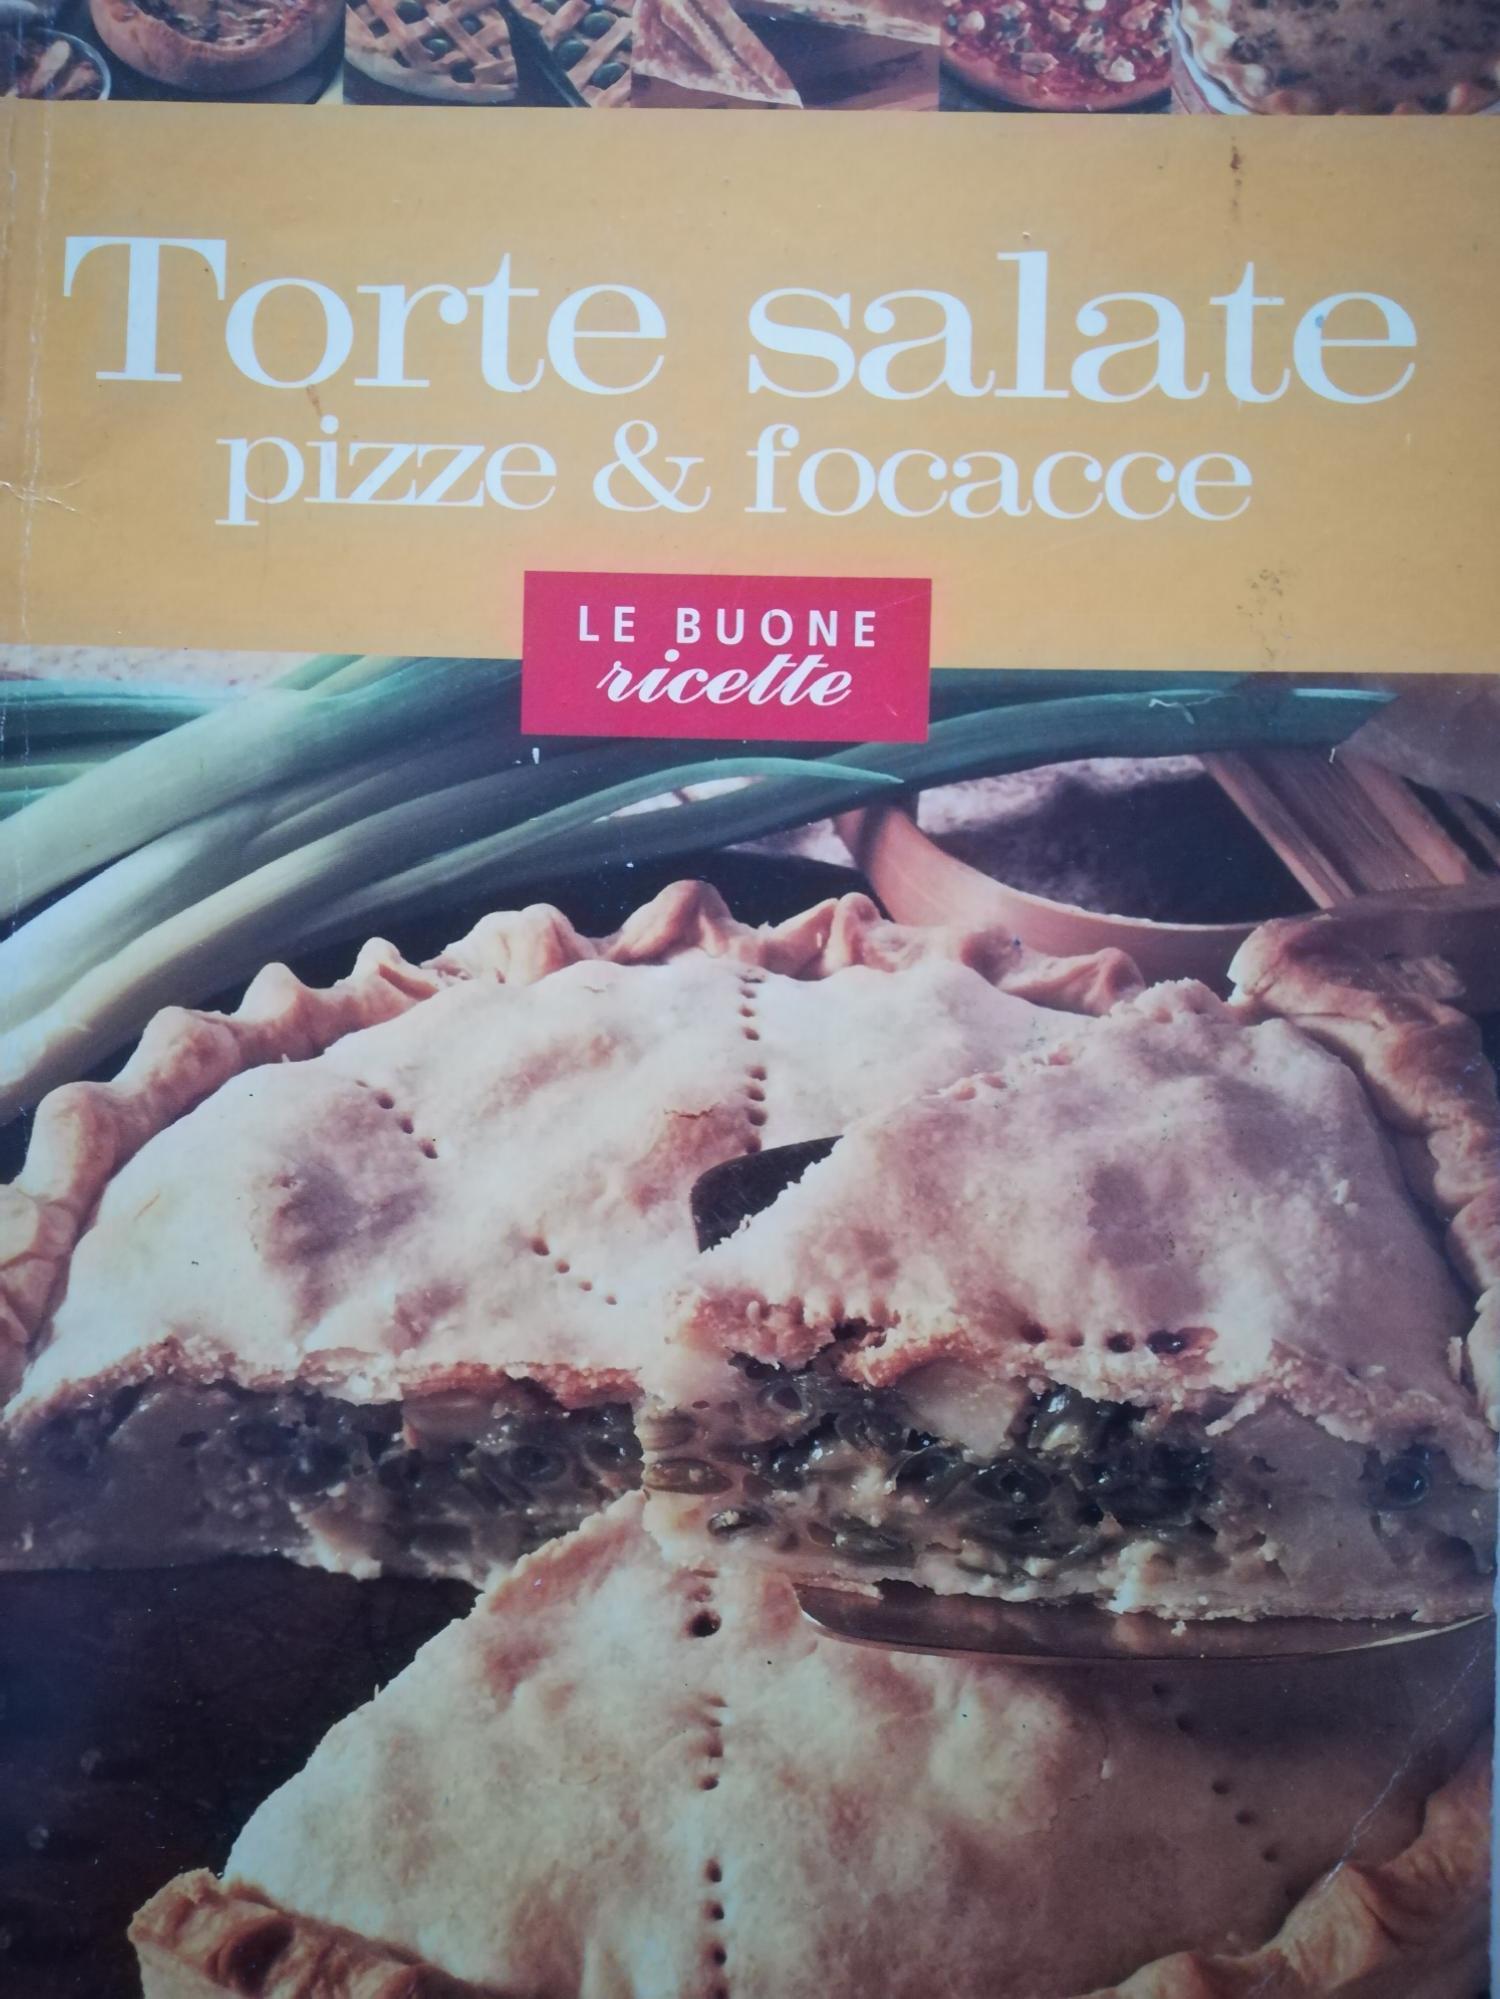 Torte salate
pizze & focacce
LE BUONE
ricette